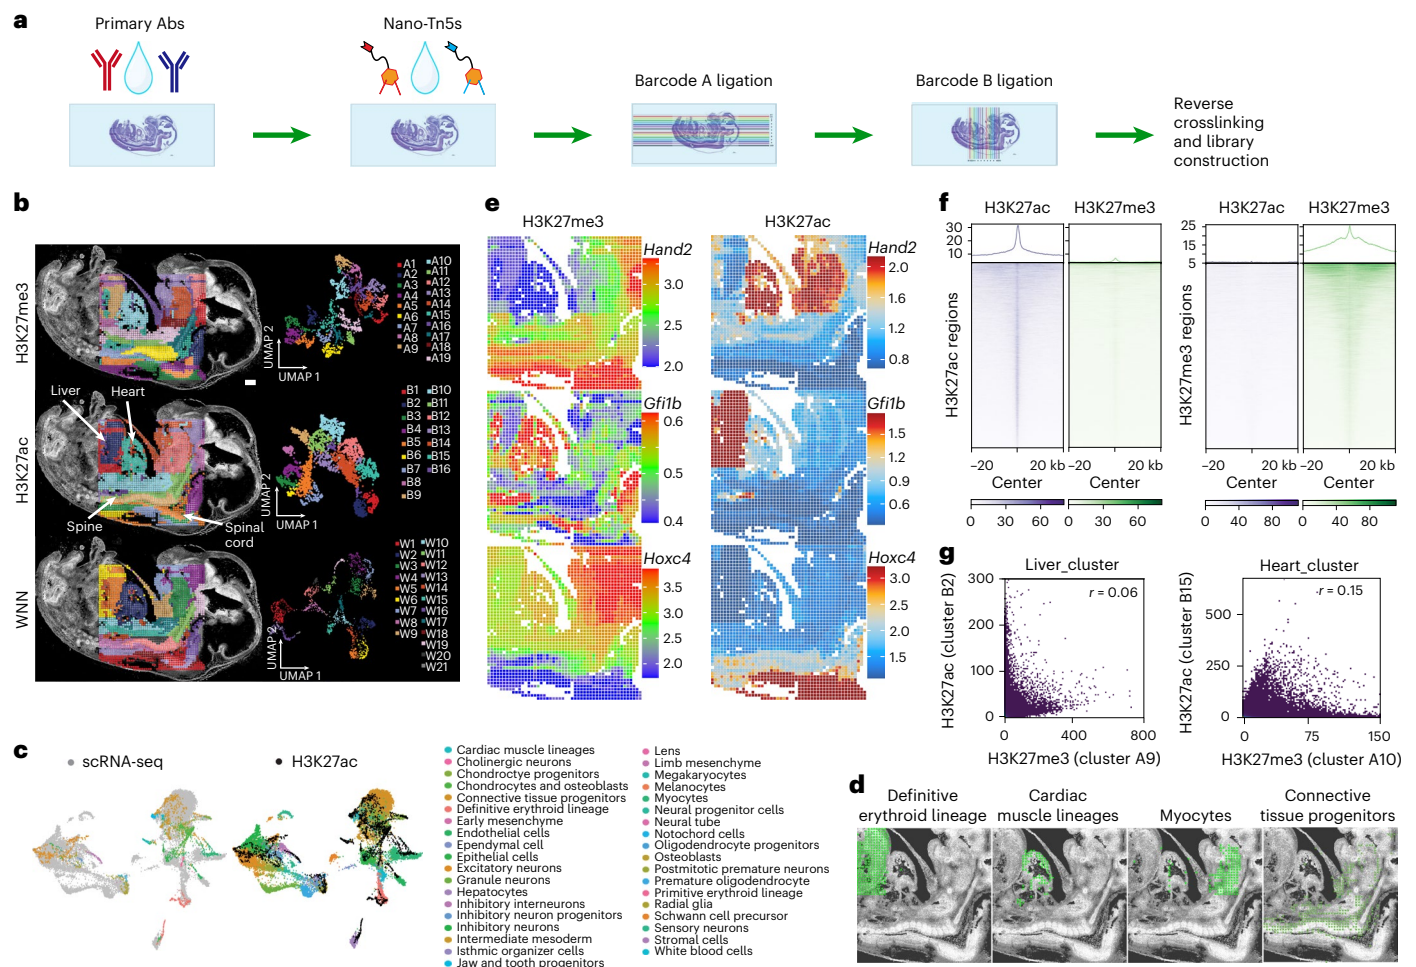 a
Primary Abs
Nano-Tn5s
Barcode A ligation
Barcode B ligation
Reverse
crosslinking
and library
construction
b
H3K27me3
UMAP 2
UMAP 1
A1 A10
A2 A11
A3 A12
A4 A13
A5 A14
A6 A15
A7 A16
A8 A17
A9 A18
A19
H3K27ac
Liver
Heart
Spine
Spinal
cord
UMAP 2
UMAP 1
B1 B10
B2 B11
B3 B12
B4 B13
B5 B14
B6 B15
B7 B16
B8
B9
WNN
UMAP 2
UMAP 1
W1 W10
W2 W11
W3 W12
W4 W13
W5 W14
W6 W15
W7 W16
W8 W17
W9 W18
W19
W20
W21
e
H3K27me3
H3K27ac
Hand2
3.0
2.5
2.0
Hand2
2.0
1.6
1.2
0.8
Gfi1b
0.6
0.5
0.4
Gfi1b
1.5
1.2
0.9
0.6
Hoxc4
3.5
3.0
2.5
2.0
Hoxc4
3.0
2.5
2.0
1.5
f
H3K27ac H3K27me3
30
20
10
H3K27ac regions
−20 20 kb −20 20 kb
Center Center
0 30 60 0 30 60
H3K27ac H3K27me3
25
15
5
H3K27me3 regions
−20 20 kb −20 20 kb
Center Center
0 40 80 0 40 80
g
Liver_cluster
r = 0.06
H3K27ac (cluster B2)
300
200
100
0
0 400 800
H3K27me3 (cluster A9)
Heart_cluster
r = 0.15
H3K27ac (cluster B15)
500
250
0
0 75 150
H3K27me3 (cluster A10)
c
scRNA-seq
H3K27ac
Cardiac muscle lineages
Cholinergic neurons
Chondroctye progenitors
Chondrocytes and osteoblasts
Connective tissue progenitors
Definitive erythroid lineage
Early mesenchyme
Endothelial cells
Ependymal cell
Epithelial cells
Excitatory neurons
Granule neurons
Hepatocytes
Inhibitory interneurons
Inhibitory neuron progenitors
Inhibitory neurons
Intermediate mesoderm
Isthmic organizer cells
Jaw and tooth progenitors
Lens
Limb mesenchyme
Megakaryocytes
Melanocytes
Myocytes
Neural progenitor cells
Neural tube
Notochord cells
Oligodendrocyte progenitors
Osteoblasts
Postmitotic premature neurons
Premature oligodendrocyte
Primitive erythroid lineage
Radial glia
Schwann cell precursor
Sensory neurons
Stromal cells
White blood cells
d
Definitive
erythroid lineage
Cardiac
muscle lineages
Myocytes
Connective
tissue progenitors